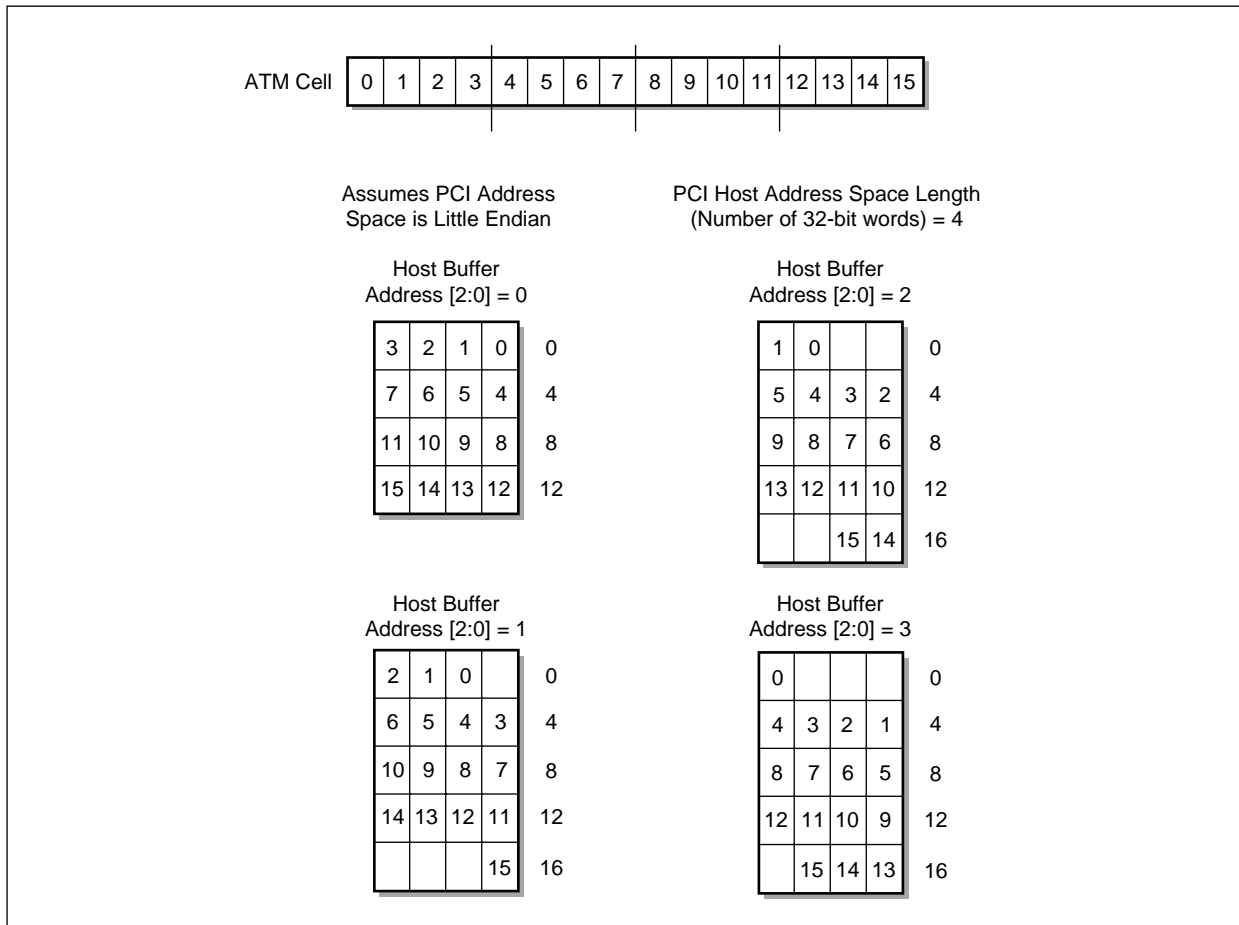 ATM Cell 0 1 2 3 4 5 6 7 8 9 10 11 12 13 14 15
Assumes PCI Address
Space is Little Endian
PCI Host Address Space Length
(Number of 32-bit words) = 4
Host Buffer
Address [2:0] = 0
3 2 1 0 0
7 6 5 4 4
11 10 9 8 8
15 14 13 12 12
Host Buffer
Address [2:0] = 2
1 0 0
5 4 3 2 4
9 8 7 6 8
13 12 11 10 12
15 14 16
Host Buffer
Address [2:0] = 1
2 1 0 0
6 5 4 3 4
10 9 8 7 8
14 13 12 11 12
15 16
Host Buffer
Address [2:0] = 3
0 0
4 3 2 1 4
8 7 6 5 8
12 11 10 9 12
15 14 13 16